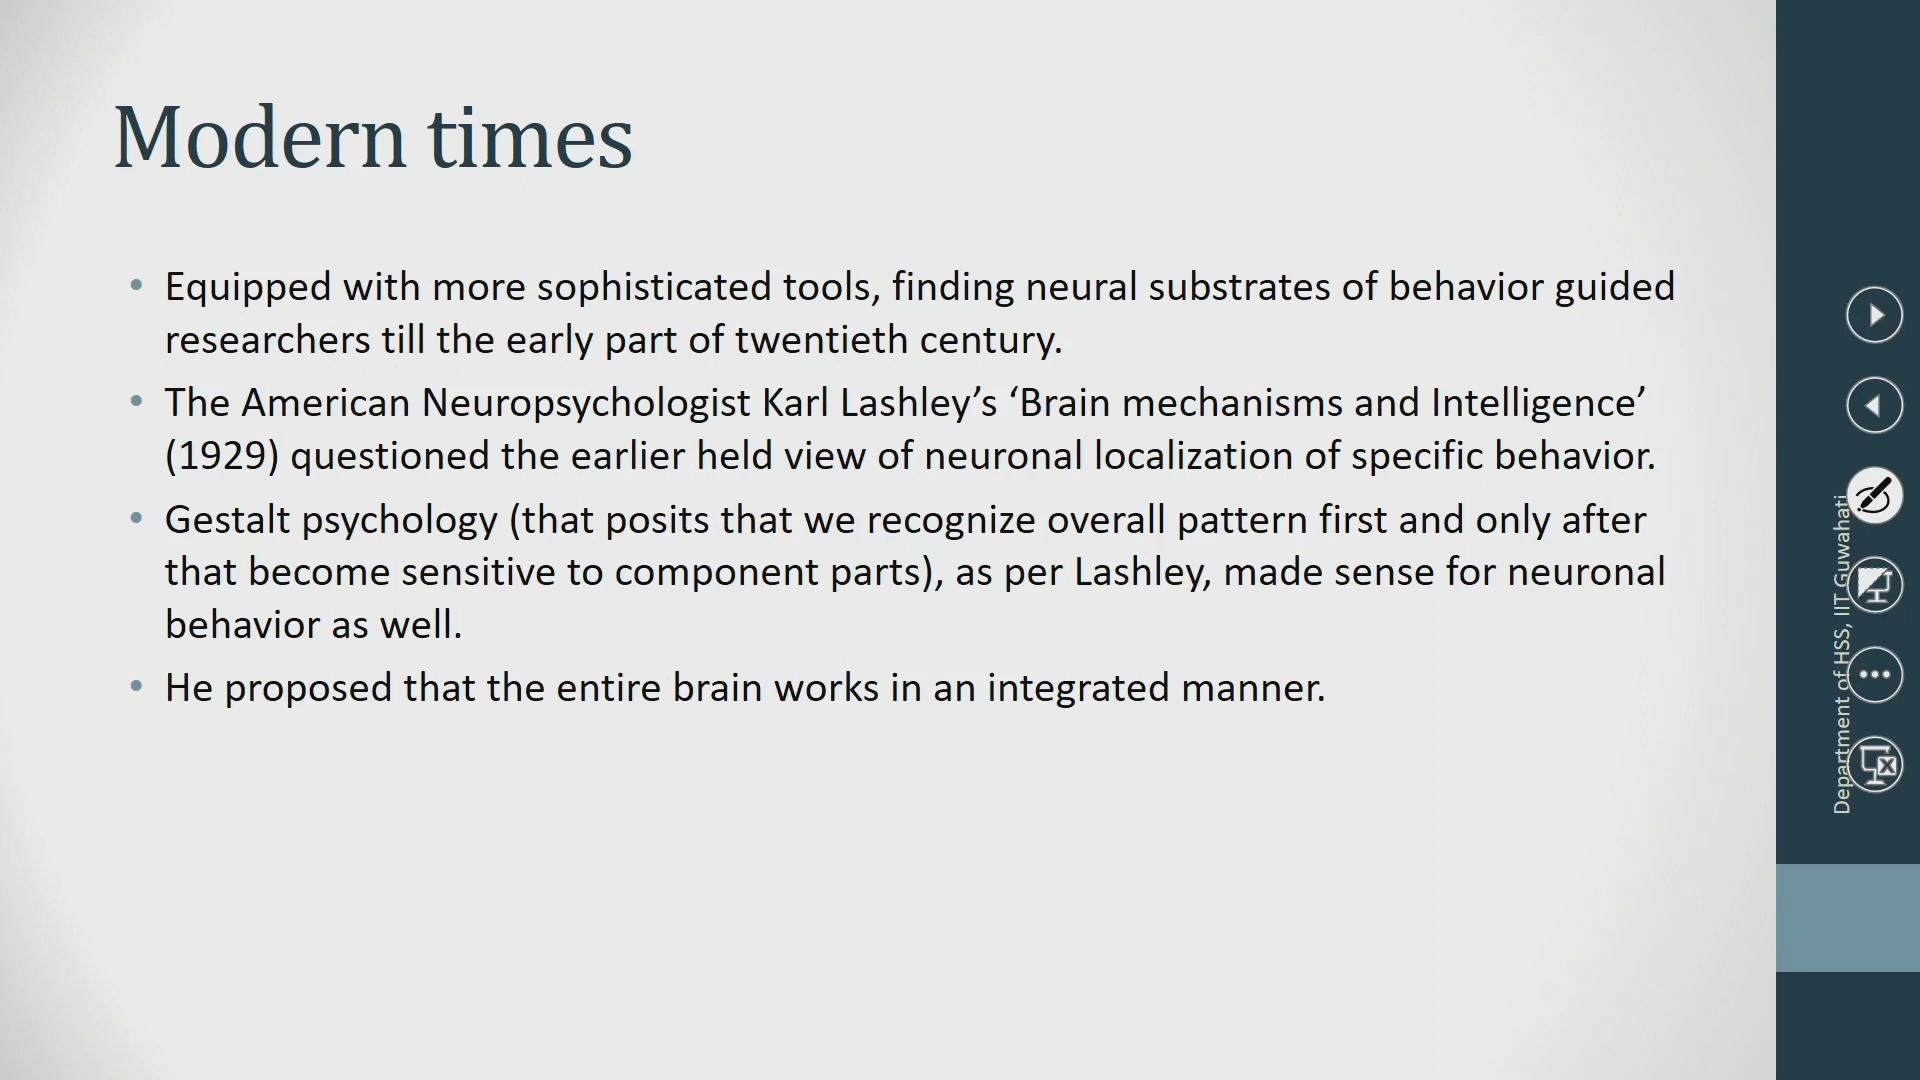 Modern times
• Equipped with more sophisticated tools, finding neural substrates of behavior guided
researchers till the early part of twentieth century.
• The American Neuropsychologist Karl Lashley’s ‘Brain mechanisms and Intelligence’
(1929) questioned the earlier held view of neuronal localization of specific behavior.
• Gestalt psychology (that posits that we recognize overall pattern first and only after
that become sensitive to component parts), as per Lashley, made sense for neuronal
behavior as well.
• He proposed that the entire brain works in an integrated manner.
Department of HSS, IIT Guwahati